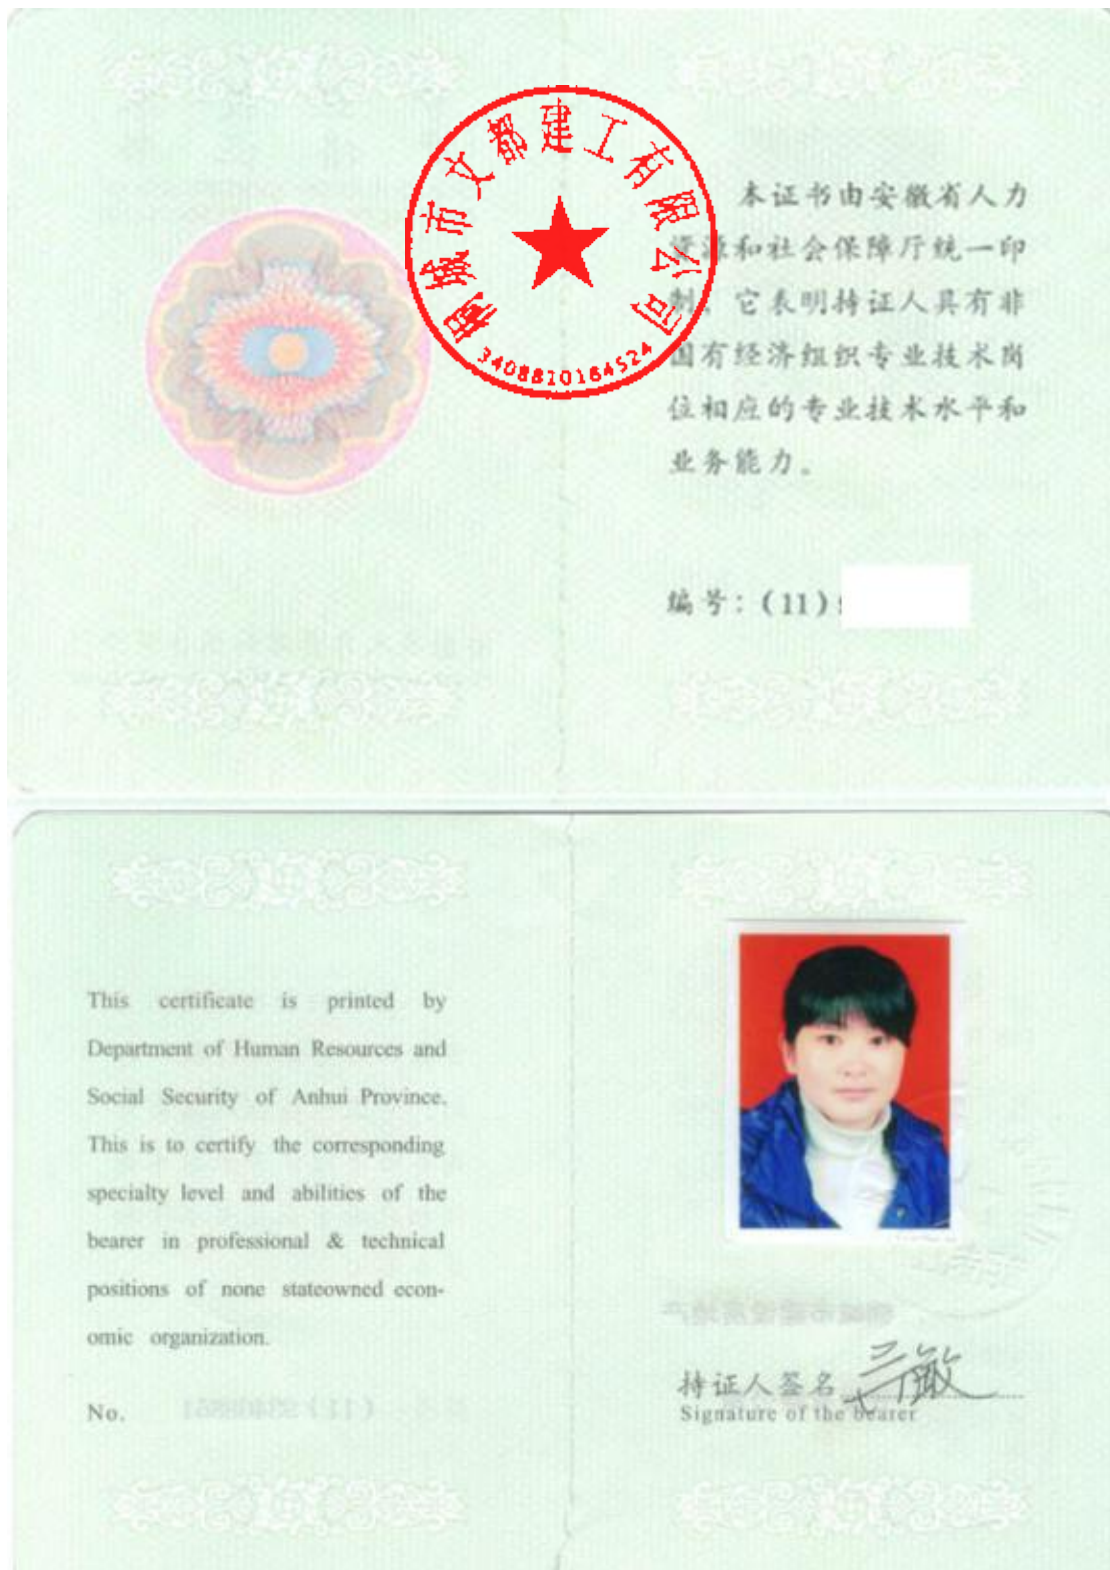 桐城市文都建工有限公司
3408810164524
本证书由安徽省人力
资源和社会保障厅统一印
制，它表明持证人具有非
国有经济组织专业技术岗
位相应的专业技术水平和
业务能力。
编号：（11）
This certificate is printed by
Department of Human Resources and
Social Security of Anhui Province.
This is to certify the corresponding
specialty level and abilities of the
bearer in professional & technical
positions of none stateowned econ-
omic organization.
No.
持证人签名
Signature of the bearer